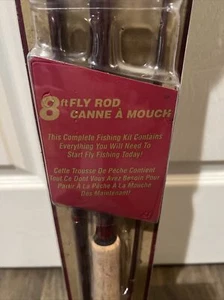 8ft FLY ROD
CANNE À MOUCH
This Complete Fishing Kit Contains
Everything You Will Need To
Start Fly Fishing Today!
Cette Trousse De Pêche Contient
Tout Ce Dont Vous Avez Besoin Pour
Partir À La Pêche À La Mouche
Dès Maintenant!